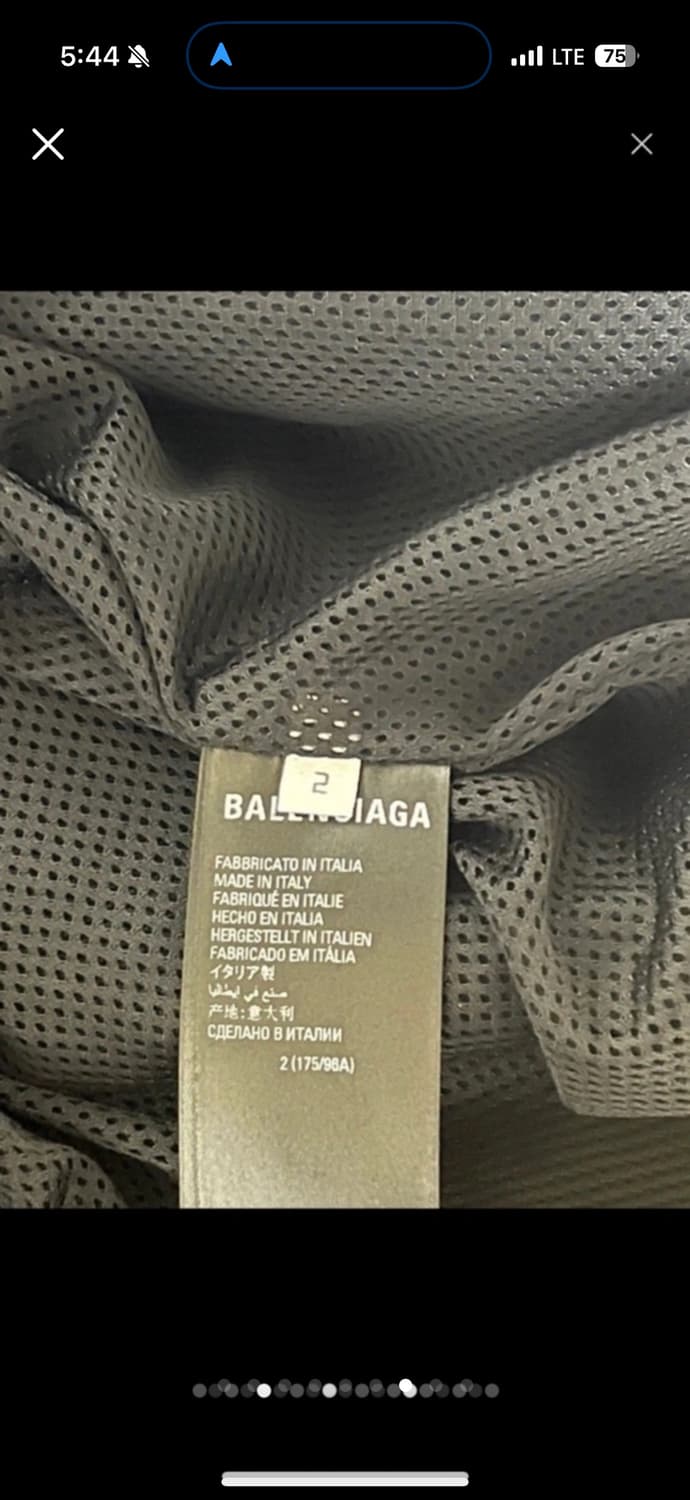 5:44
LTE
75
2
BALENCIAGA
FABBRICATO IN ITALIA
MADE IN ITALY
FABRIQUÉ EN ITALIE
HECHO EN ITALIA
HERGESTELLT IN ITALIEN
FABRICADO EM ITÁLIA
イタリア製
صنع في ايطاليا
产地:意大利
СДЕЛАНО В ИТАЛИИ
2 (175/96A)